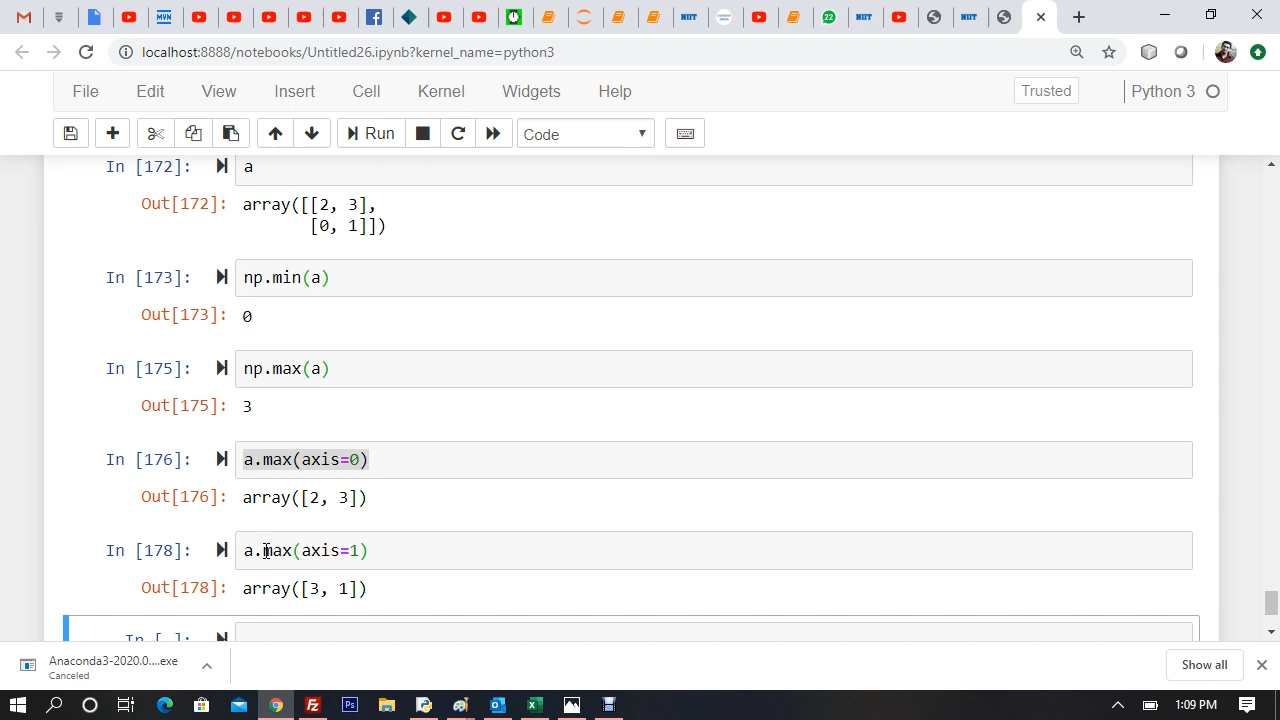 localhost:8888/notebooks/Untitled26.ipynb?kernel_name=python3
File Edit View Insert Cell Kernel Widgets Help Trusted Python 3
Run Code
In [172]: a
Out[172]: array([[2, 3],
[0, 1]])
In [173]: np.min(a)
Out[173]: 0
In [175]: np.max(a)
Out[175]: 3
In [176]: a.max(axis=0)
Out[176]: array([2, 3])
In [178]: a.max(axis=1)
Out[178]: array([3, 1])
In [ ]:
Anaconda3-2020.0....exe
Canceled
Show all
1:09 PM